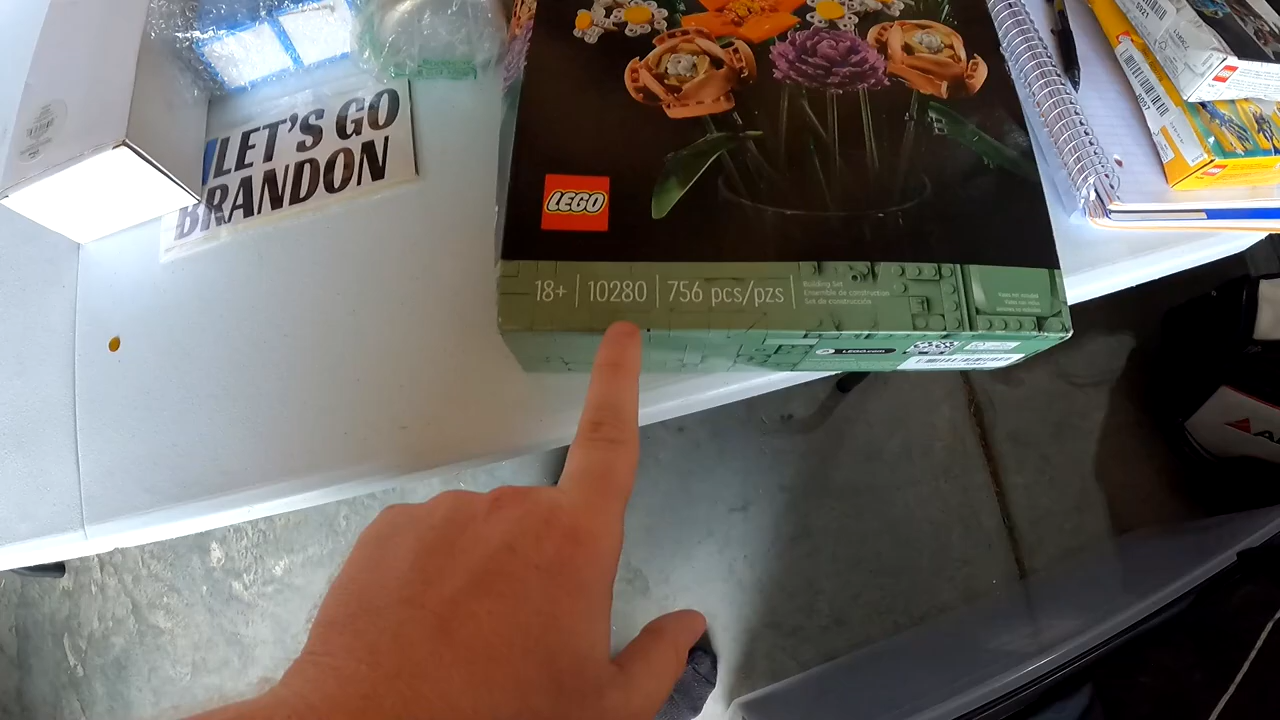 LET'S GO
BRANDON
LEGO
18+ | 10280 | 756 pcs/pzs
Building Set
Ensemble de construction
Set de construcción
LEGO.com